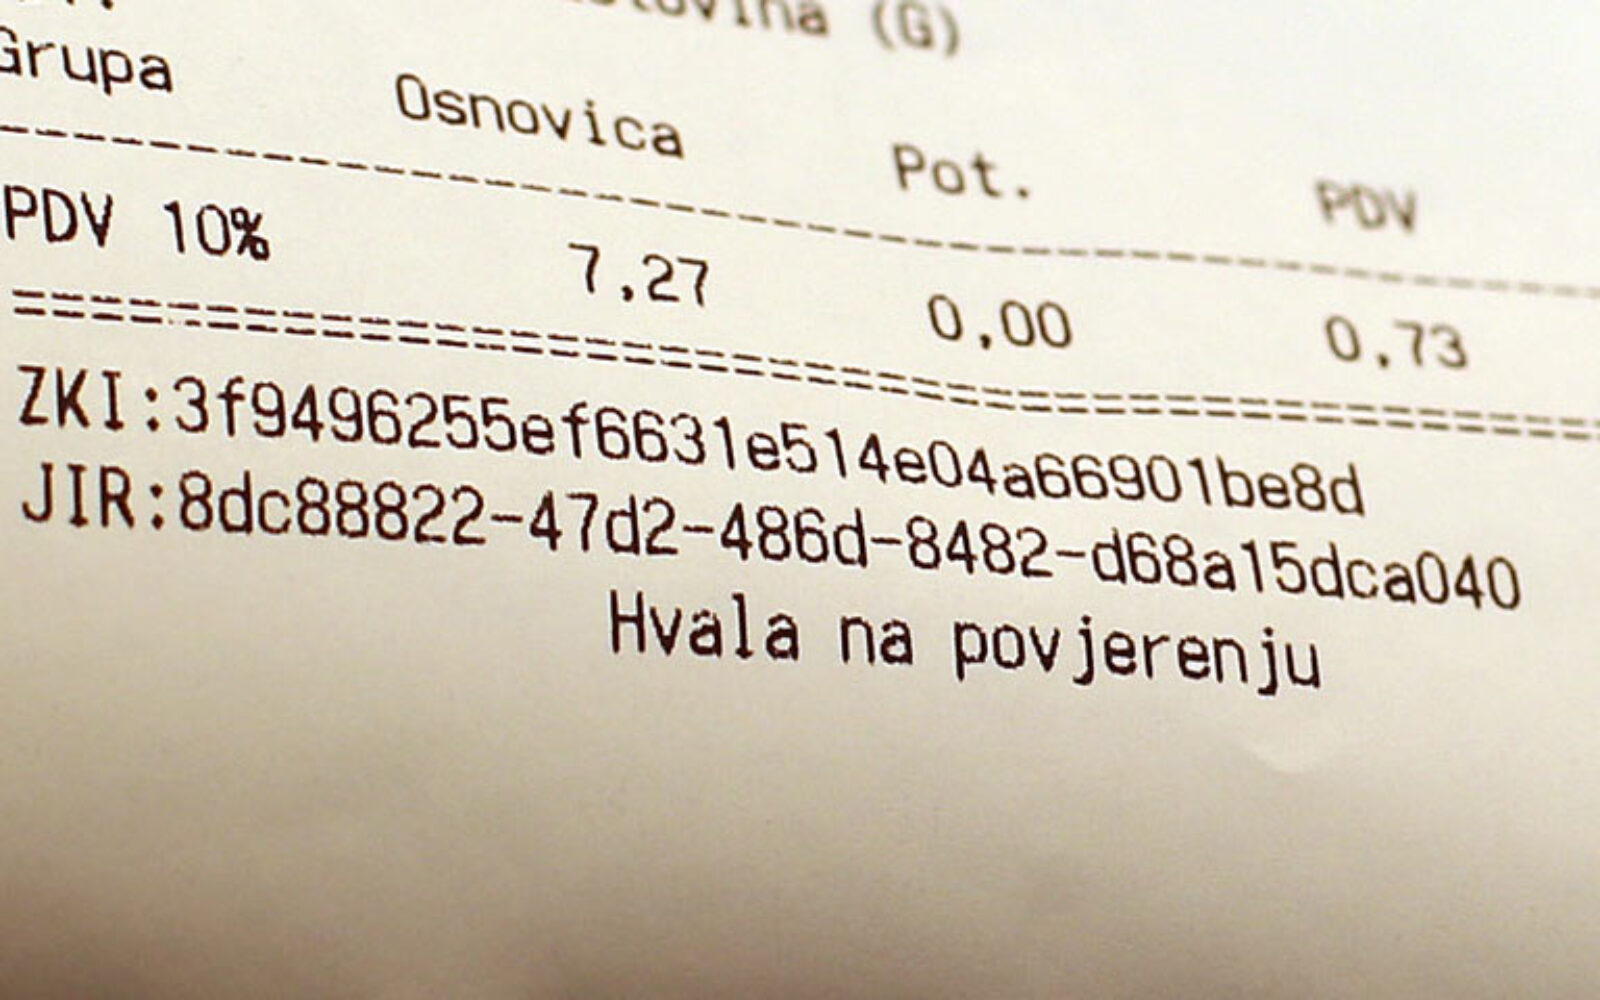 (G)
Grupa Osnovica Pot. PDV
PDV 10% 7,27 0,00 0,73
ZKI:3f9496255ef6631e514e04a66901be8d
JIR:8dc88822-47d2-486d-8482-d68a15dca040
Hvala na povjerenju